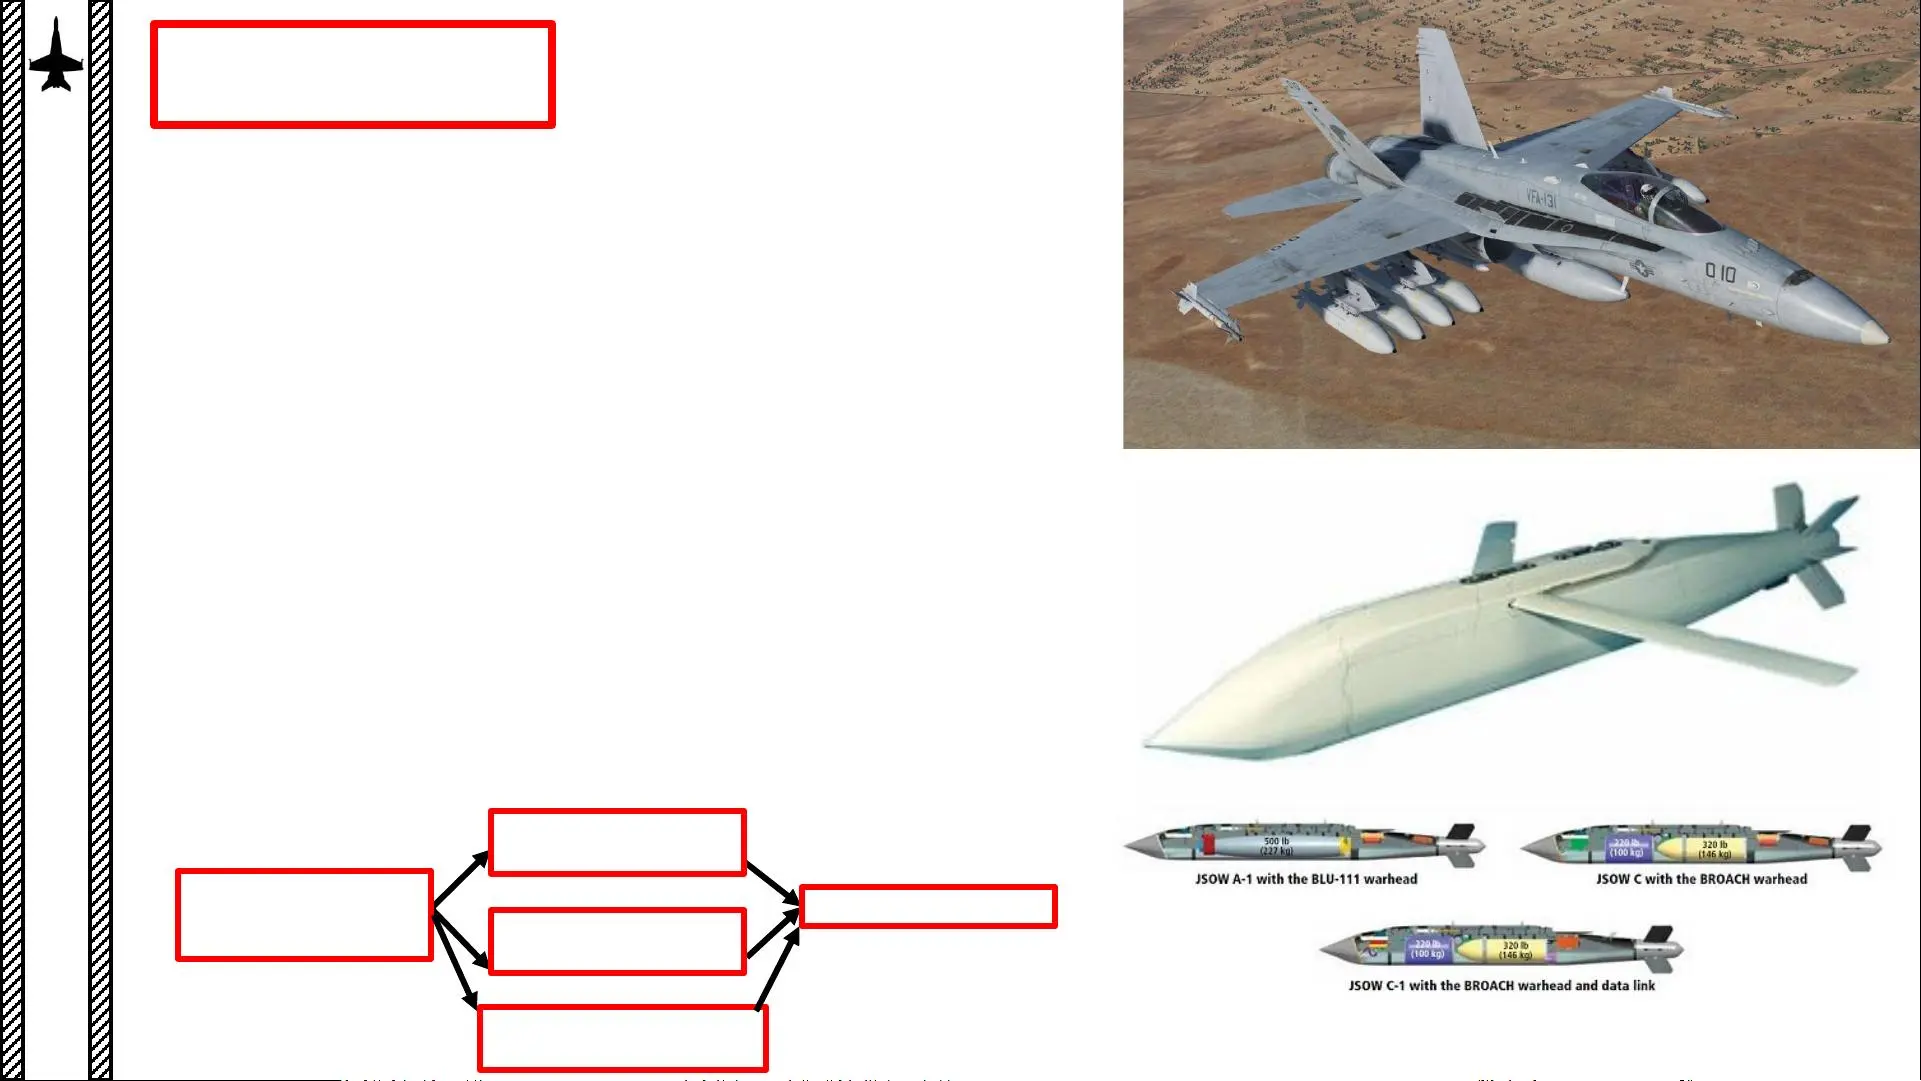 VFA-131
010
010
500 lb
(227 kg)
JSOW A-1 with the BLU-111 warhead
220 lb
(100 kg)
320 lb
(146 kg)
JSOW C with the BROACH warhead
220 lb
(100 kg)
320 lb
(146 kg)
JSOW C-1 with the BROACH warhead and data link